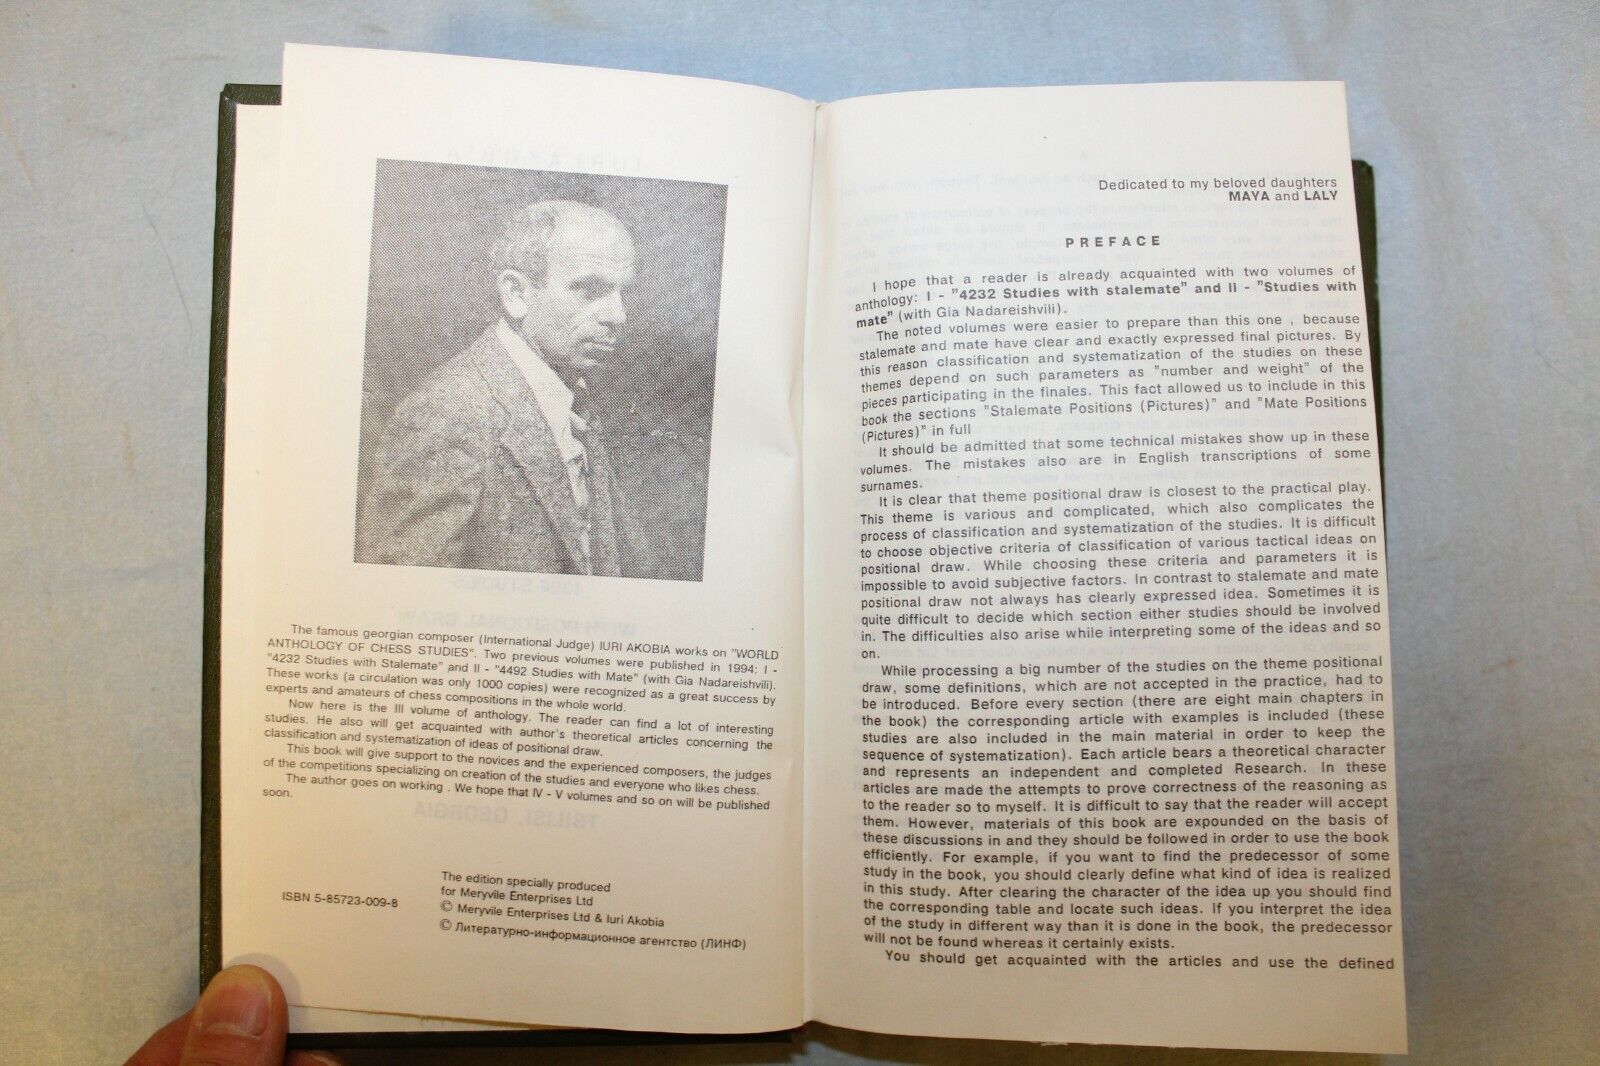 The famous georgian composer (International Judge) IURI AKOBIA works on "WORLD
ANTHOLOGY OF CHESS STUDIES". Two previous volumes were published in 1994: I -
"4232 Studies with Stalemate" and II - "4492 Studies with Mate" (with Gia Nadareishvili).
These works (a circulation was only 1000 copies) were recognized as a great success by
experts and amateurs of chess compositions in the whole world.
Now here is the III volume of anthology. The reader can find a lot of interesting
studies. He also will get acquainted with author's theoretical articles concerning the
classification and systematization of ideas of positional draw.
This book will give support to the novices and the experienced composers, the judges
of the competitions specializing on creation of the studies and everyone who likes chess.
The author goes on working . We hope that IV - V volumes and so on will be published
soon.
The edition specially produced
for Meryvile Enterprises Ltd
ISBN 5-85723-009-8
© Meryvile Enterprises Ltd & Iuri Akobia
© Литературно-информационное агентство (ЛИНФ)
Dedicated to my beloved daughters
MAYA and LALY
PREFACE
I hope that a reader is already acquainted with two volumes of
anthology: I - "4232 Studies with stalemate" and II - "Studies with
mate" (with Gia Nadareishvili).
The noted volumes were easier to prepare than this one , because
stalemate and mate have clear and exactly expressed final pictures. By
this reason classification and systematization of the studies on these
themes depend on such parameters as "number and weight" of the
pieces participating in the finales. This fact allowed us to include in this
book the sections "Stalemate Positions (Pictures)" and "Mate Positions
(Pictures)" in full
It should be admitted that some technical mistakes show up in these
volumes. The mistakes also are in English transcriptions of some
surnames.
It is clear that theme positional draw is closest to the practical play.
This theme is various and complicated, which also complicates the
process of classification and systematization of the studies. It is difficult
to choose objective criteria of classification of various tactical ideas on
positional draw. While choosing these criteria and parameters it is
impossible to avoid subjective factors. In contrast to stalemate and mate
positional draw not always has clearly expressed idea. Sometimes it is
quite difficult to decide which section either studies should be involved
in. The difficulties also arise while interpreting some of the ideas and so
on.
While processing a big number of the studies on the theme positional
draw, some definitions, which are not accepted in the practice, had to
be introduced. Before every section (there are eight main chapters in
the book) the corresponding article with examples is included (these
studies are also included in the main material in order to keep the
sequence of systematization). Each article bears a theoretical character
and represents an independent and completed Research. In these
articles are made the attempts to prove correctness of the reasoning as
to the reader so to myself. It is difficult to say that the reader will accept
them. However, materials of this book are expounded on the basis of
these discussions in and they should be followed in order to use the book
efficiently. For example, if you want to find the predecessor of some
study in the book, you should clearly define what kind of idea is realized
in this study. After clearing the character of the idea up you should find
the corresponding table and locate such ideas. If you interpret the idea
of the study in different way than it is done in the book, the predecessor
will not be found whereas it certainly exists.
You should get acquainted with the articles and use the defined